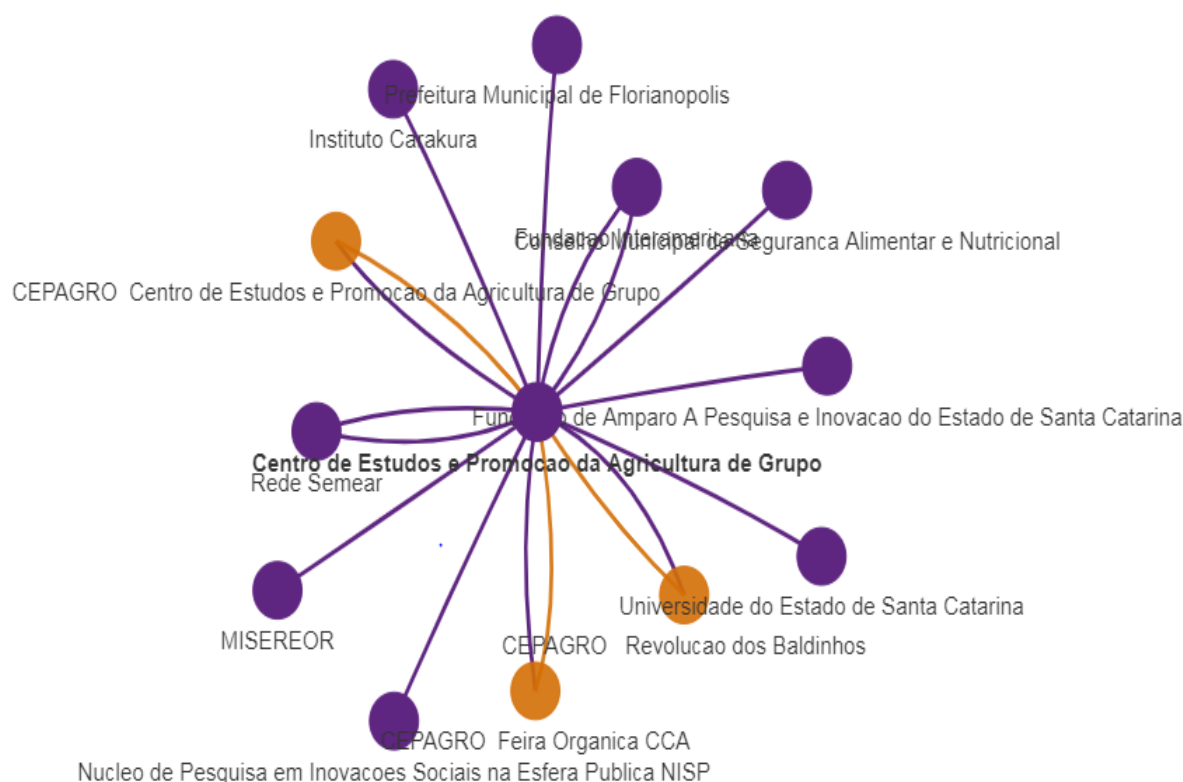 Prefeitura Municipal de Florianopolis
Instituto Carakura
Fundacao Interamericana
Conselho Municipal de Seguranca Alimentar e Nutricional
CEPAGRO Centro de Estudos e Promocao da Agricultura de Grupo
Fundacao de Amparo A Pesquisa e Inovacao do Estado de Santa Catarina
Centro de Estudos e Promocao da Agricultura de Grupo
Rede Semear
Universidade do Estado de Santa Catarina
MISEREOR
CEPAGRO Revolucao dos Baldinhos
CEPAGRO Feira Organica CCA
Nucleo de Pesquisa em Inovacoes Sociais na Esfera Publica NISP